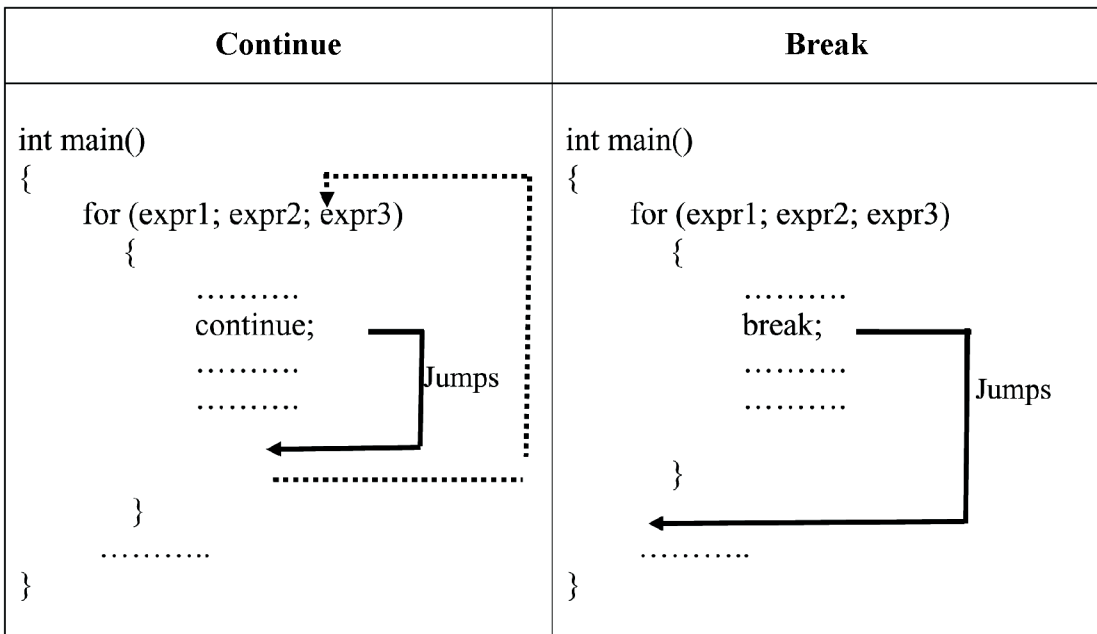 Continue
int main()
{
for (expr1; expr2; expr3)
{
……….
continue;
……….
Jumps
……….
}
………..
}
Break
int main()
{
for (expr1; expr2; expr3)
{
……….
break;
……….
Jumps
……….
}
………..
}